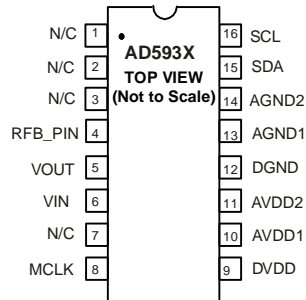 N/C 1 16 SCL
N/C 2 15 SDA
N/C 3 14 AGND2
RFB_PIN 4 13 AGND1
VOUT 5 12 DGND
VIN 6 11 AVDD2
N/C 7 10 AVDD1
MCLK 8 9 DVDD
AD593X
TOP VIEW
(Not to Scale)